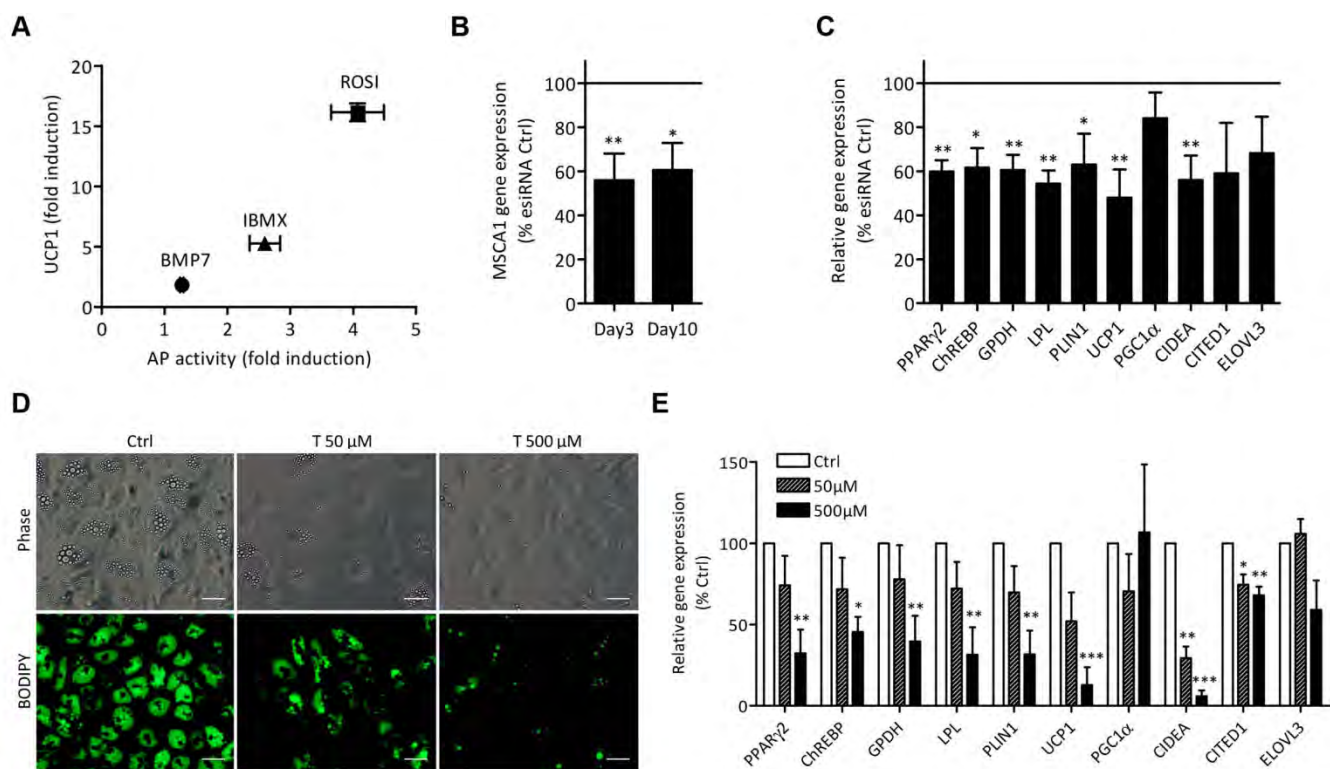 A
UCP1 (fold induction)
20
15
10
5
0
ROSI
IBMX
BMP7
0 1 2 3 4 5
AP activity (fold induction)
B
MSCA1 gene expression
(% esiRNA Ctrl)
100
80
60
40
20
0
** *
Day3 Day10
C
Relative gene expression
(% esiRNA Ctrl)
100
80
60
40
20
0
** * ** ** * ** **
PPARγ2 ChREBP GPDH LPL PLIN1 UCP1 PGC1α CIDEA CITED1 ELOVL3
D
Ctrl T 50 μM T 500 μM
Phase
BODIPY
E
Relative gene expression
(% Ctrl)
150
100
50
0
Ctrl
50μM
500μM
** * ** ** ** *** ** *** * **
PPARγ2 ChREBP GPDH LPL PLIN1 UCP1 PGC1α CIDEA CITED1 ELOVL3